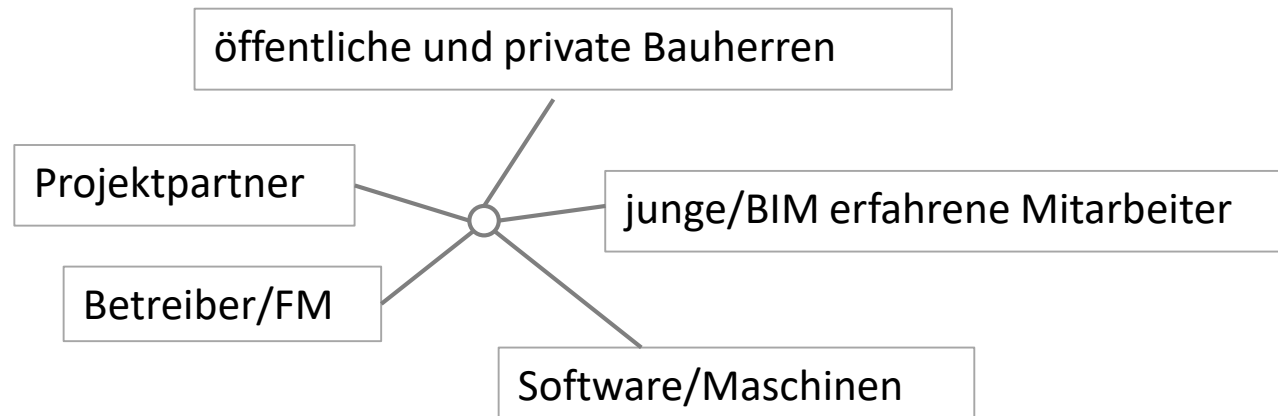 öffentliche und private Bauherren
Projektpartner
junge/BIM erfahrene Mitarbeiter
Betreiber/FM
Software/Maschinen